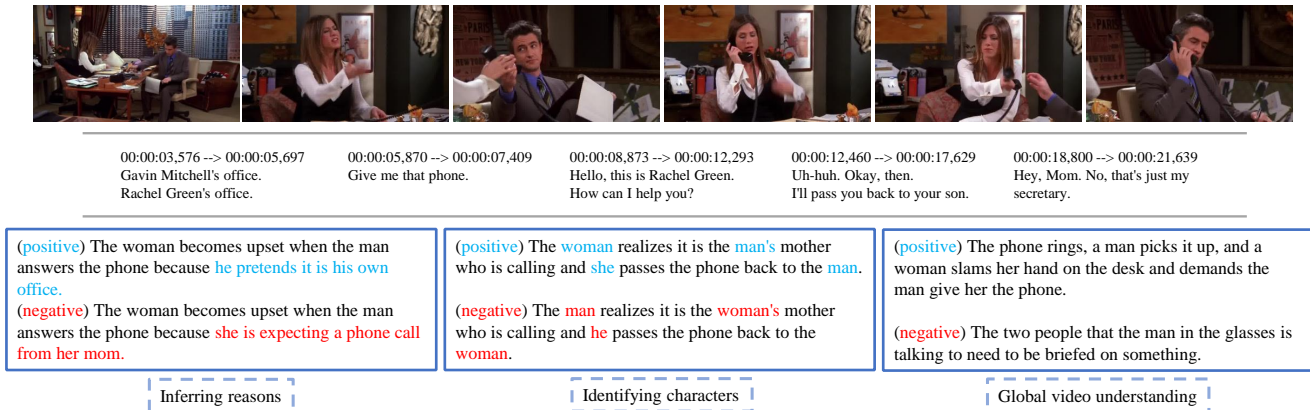 00:00:03,576 --> 00:00:05,697
Gavin Mitchell's office.
Rachel Green's office.
00:00:05,870 --> 00:00:07,409
Give me that phone.
00:00:08,873 --> 00:00:12,293
Hello, this is Rachel Green.
How can I help you?
00:00:12,460 --> 00:00:17,629
Uh-huh. Okay, then.
I'll pass you back to your son.
00:00:18,800 --> 00:00:21,639
Hey, Mom. No, that's just my
secretary.
(positive) The woman becomes upset when the man
answers the phone because he pretends it is his own
office.
(negative) The woman becomes upset when the man
answers the phone because she is expecting a phone call
from her mom.
Inferring reasons
(positive) The woman realizes it is the man's mother
who is calling and she passes the phone back to the man.
(negative) The man realizes it is the woman's mother
who is calling and he passes the phone back to the
woman.
Identifying characters
(positive) The phone rings, a man picks it up, and a
woman slams her hand on the desk and demands the
man give her the phone.
(negative) The two people that the man in the glasses is
talking to need to be briefed on something.
Global video understanding